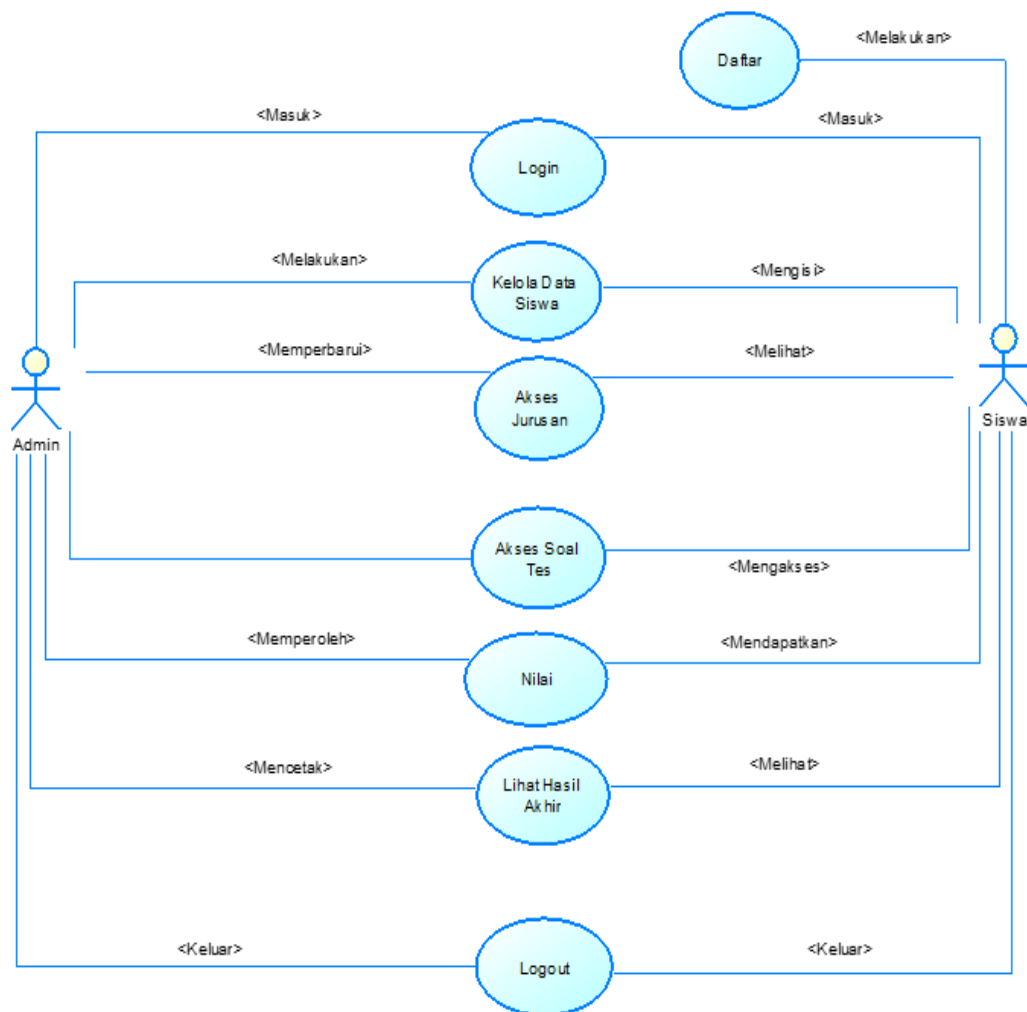 <Melakukan>
Daftar
<Masuk>
<Masuk>
Login
<Melakukan>
<Mengisi>
Kelola Data
Siswa
<Memperbarui>
<Melihat>
Akses
Jurusan
Admin
Siswa
Akses Soal
Tes
<Mengakses>
<Memperoleh>
<Mendapatkan>
Nilai
<Mencetak>
<Melihat>
Lihat Hasil
Akhir
<Keluar>
<Keluar>
Logout